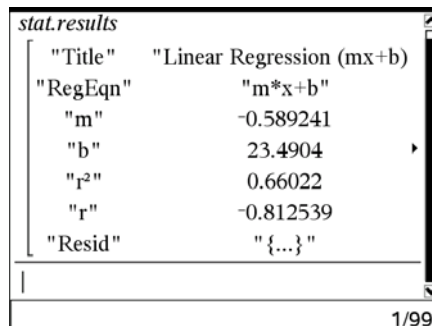 stat.results
"Title" "Linear Regression (mx+b)
"RegEqn" "m*x+b"
"m" -0.589241
"b" 23.4904
"r²" 0.66022
"r" -0.812539
"Resid" "{...}"
1/99